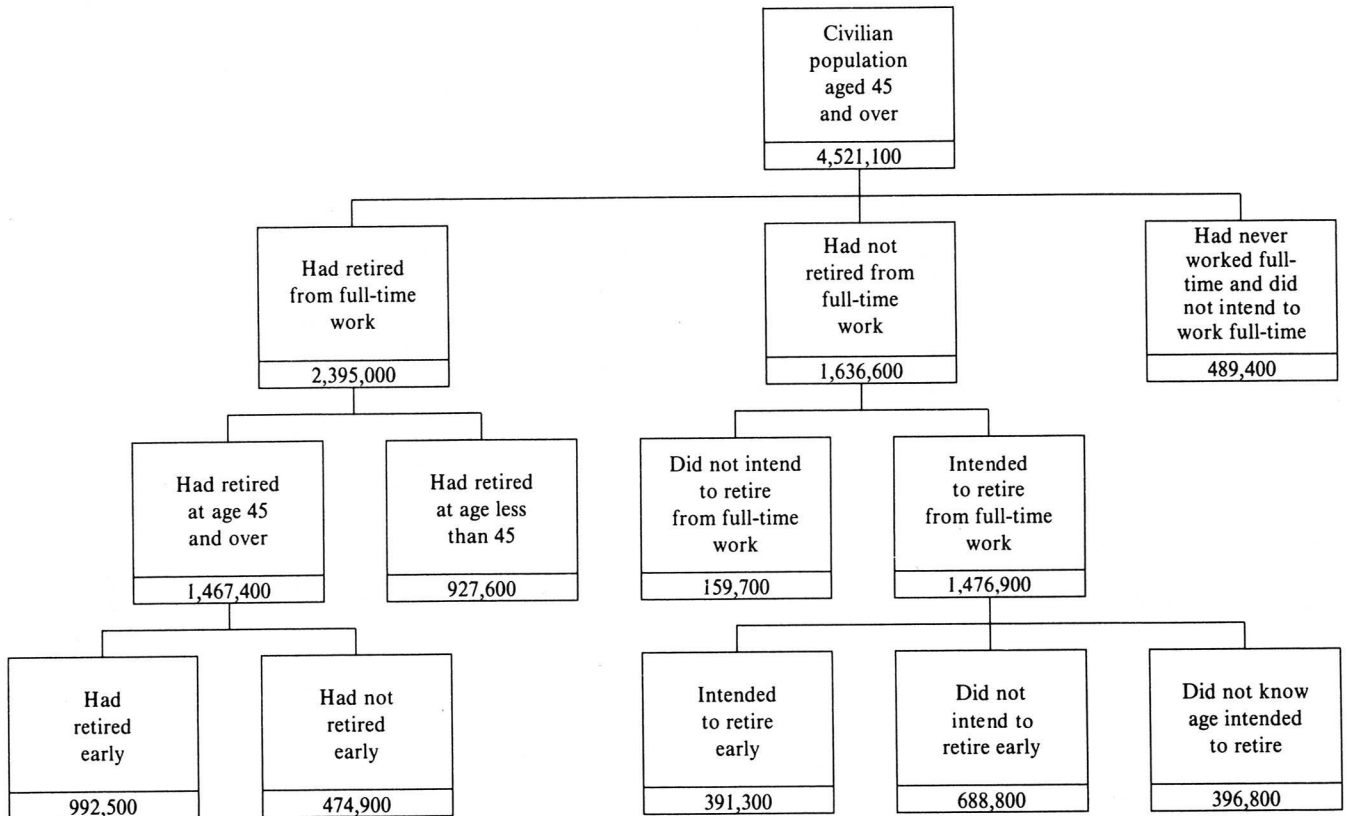 Civilian
population
aged 45
and over
4,521,100
Had retired
from full-time
work
2,395,000
Had not
retired from
full-time
work
1,636,600
Had never
worked full-
time and did
not intend to
work full-time
489,400
Had retired
at age 45
and over
1,467,400
Had retired
at age less
than 45
927,600
Did not intend
to retire
from full-time
work
159,700
Intended
to retire
from full-time
work
1,476,900
Had
retired
early
992,500
Had not
retired
early
474,900
Intended
to retire
early
391,300
Did not
intend to
retire early
688,800
Did not know
age intended
to retire
396,800